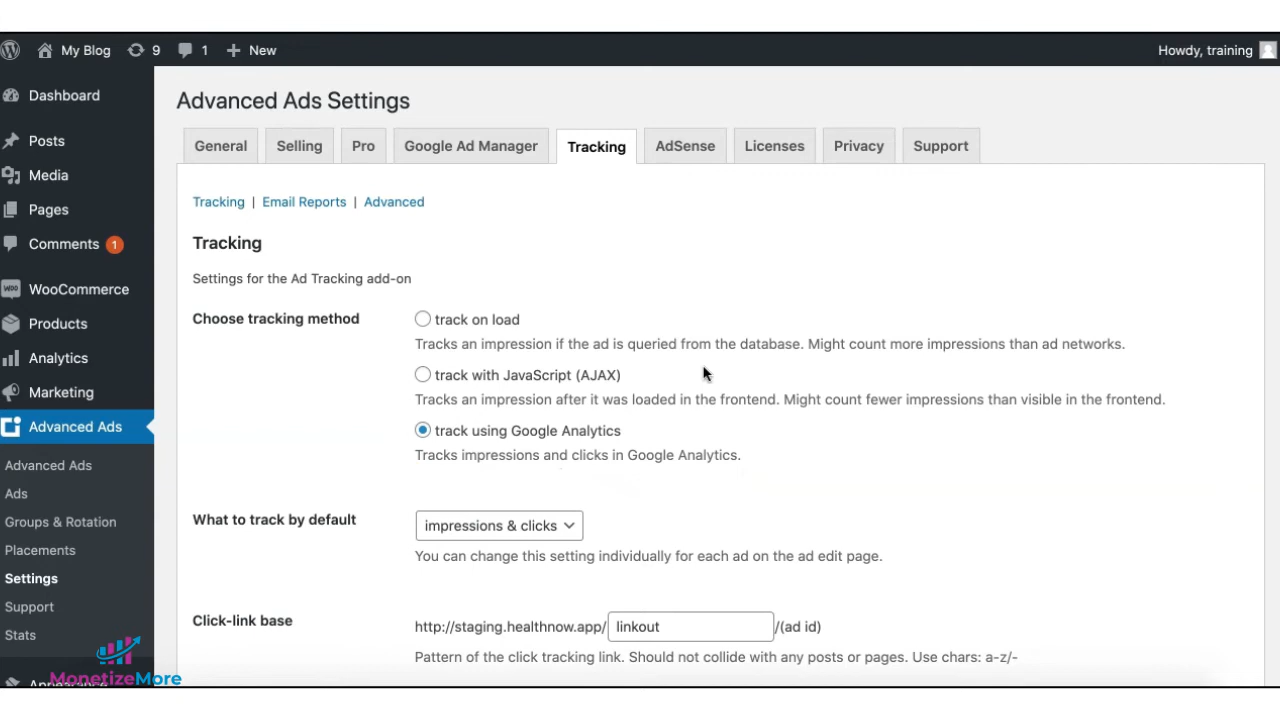 My Blog 9 1 New Howdy, training
Dashboard
Posts
Media
Pages
Comments 1
WOO WooCommerce
Products
Analytics
Marketing
Advanced Ads
Advanced Ads
Ads
Groups & Rotation
Placements
Settings
Support
Stats
Appearance
MonetizeMore
Advanced Ads Settings
General Selling Pro Google Ad Manager Tracking AdSense Licenses Privacy Support
Tracking | Email Reports | Advanced
Tracking
Settings for the Ad Tracking add-on
Choose tracking method track on load
Tracks an impression if the ad is queried from the database. Might count more impressions than ad networks.
track with JavaScript (AJAX)
Tracks an impression after it was loaded in the frontend. Might count fewer impressions than visible in the frontend.
track using Google Analytics
Tracks impressions and clicks in Google Analytics.
What to track by default impressions & clicks
You can change this setting individually for each ad on the ad edit page.
Click-link base http://staging.healthnow.app/ linkout /(ad id)
Pattern of the click tracking link. Should not collide with any posts or pages. Use chars: a-z/-